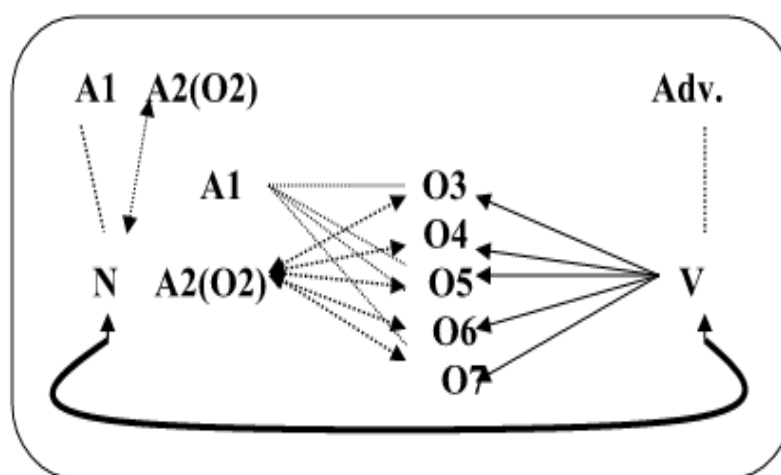 A1 A2(O2) Adv.
A1 O3
O4
N A2(O2) O5 V
O6
O7